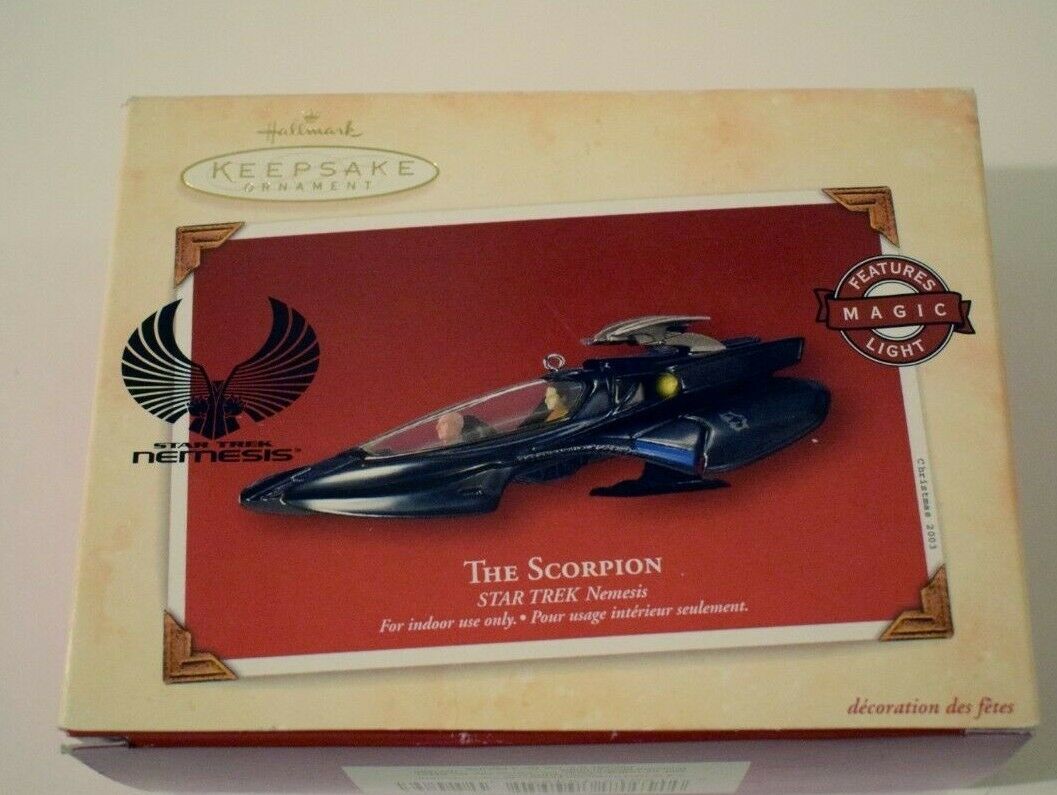 Hallmark
KEEPSAKE
ORNAMENT
FEATURES
MAGIC
LIGHT
STAR TREK
NEMESIS™
Christmas 2003
THE SCORPION
STAR TREK Nemesis
For indoor use only. • Pour usage intérieur seulement.
décoration des fêtes